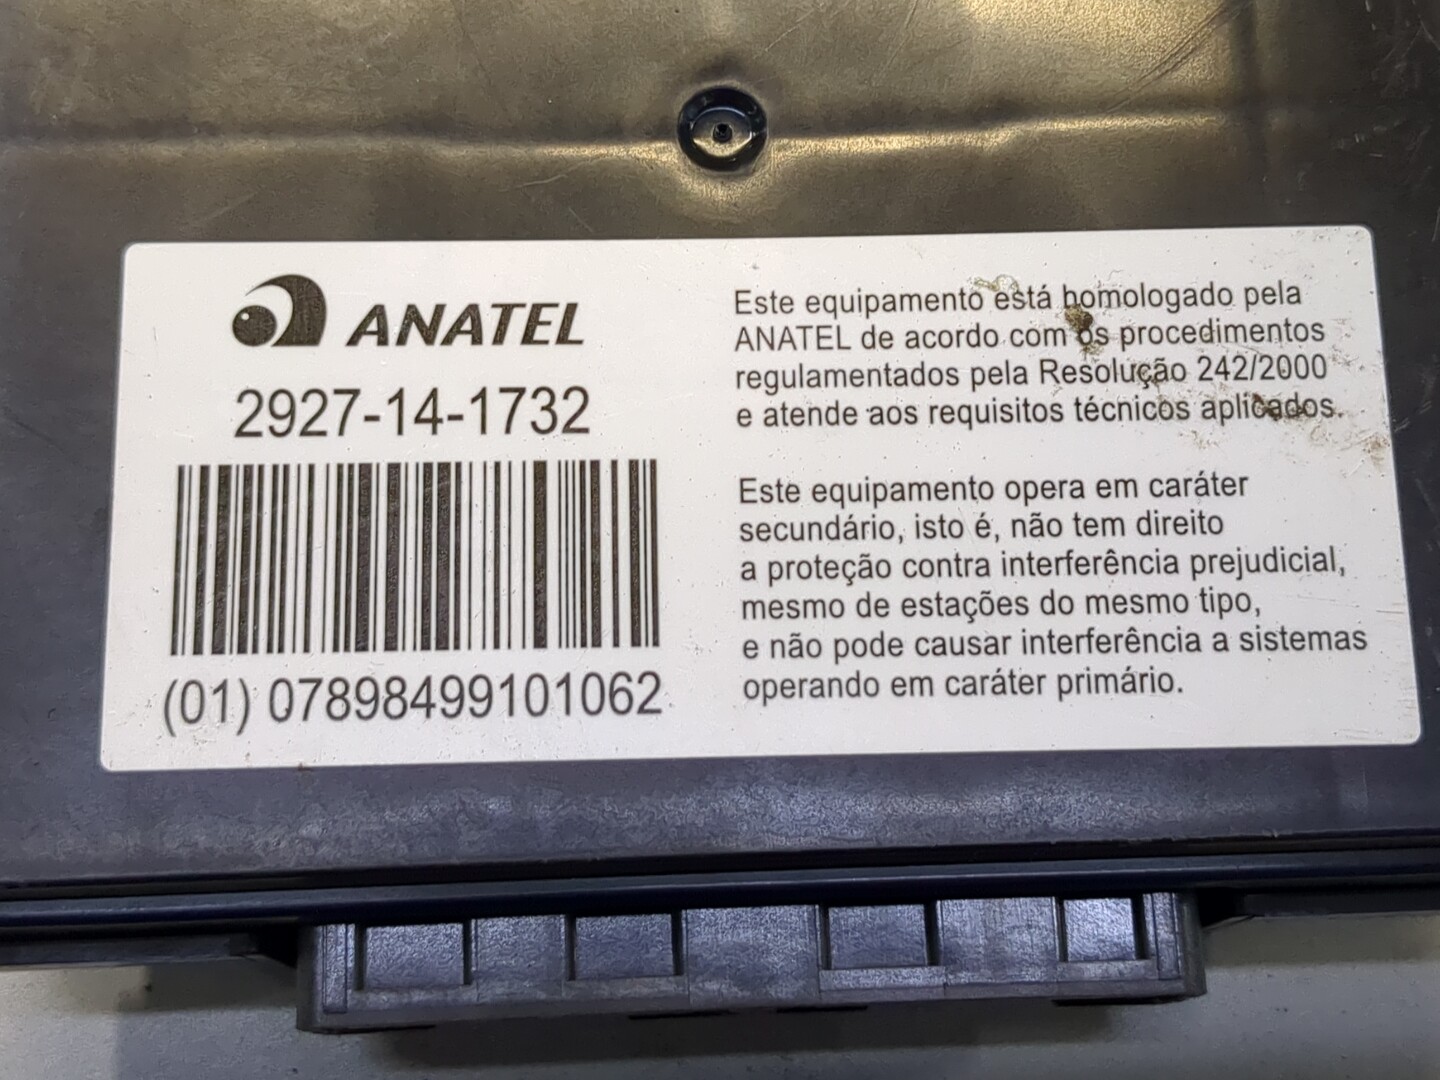 ANATEL
2927-14-1732
(01) 07898499101062
Este equipamento está homologado pela
ANATEL de acordo com os procedimentos
regulamentados pela Resolução 242/2000
e atende aos requisitos técnicos aplicados.
Este equipamento opera em caráter
secundário, isto é, não tem direito
a proteção contra interferência prejudicial,
mesmo de estações do mesmo tipo,
e não pode causar interferência a sistemas
operando em caráter primário.